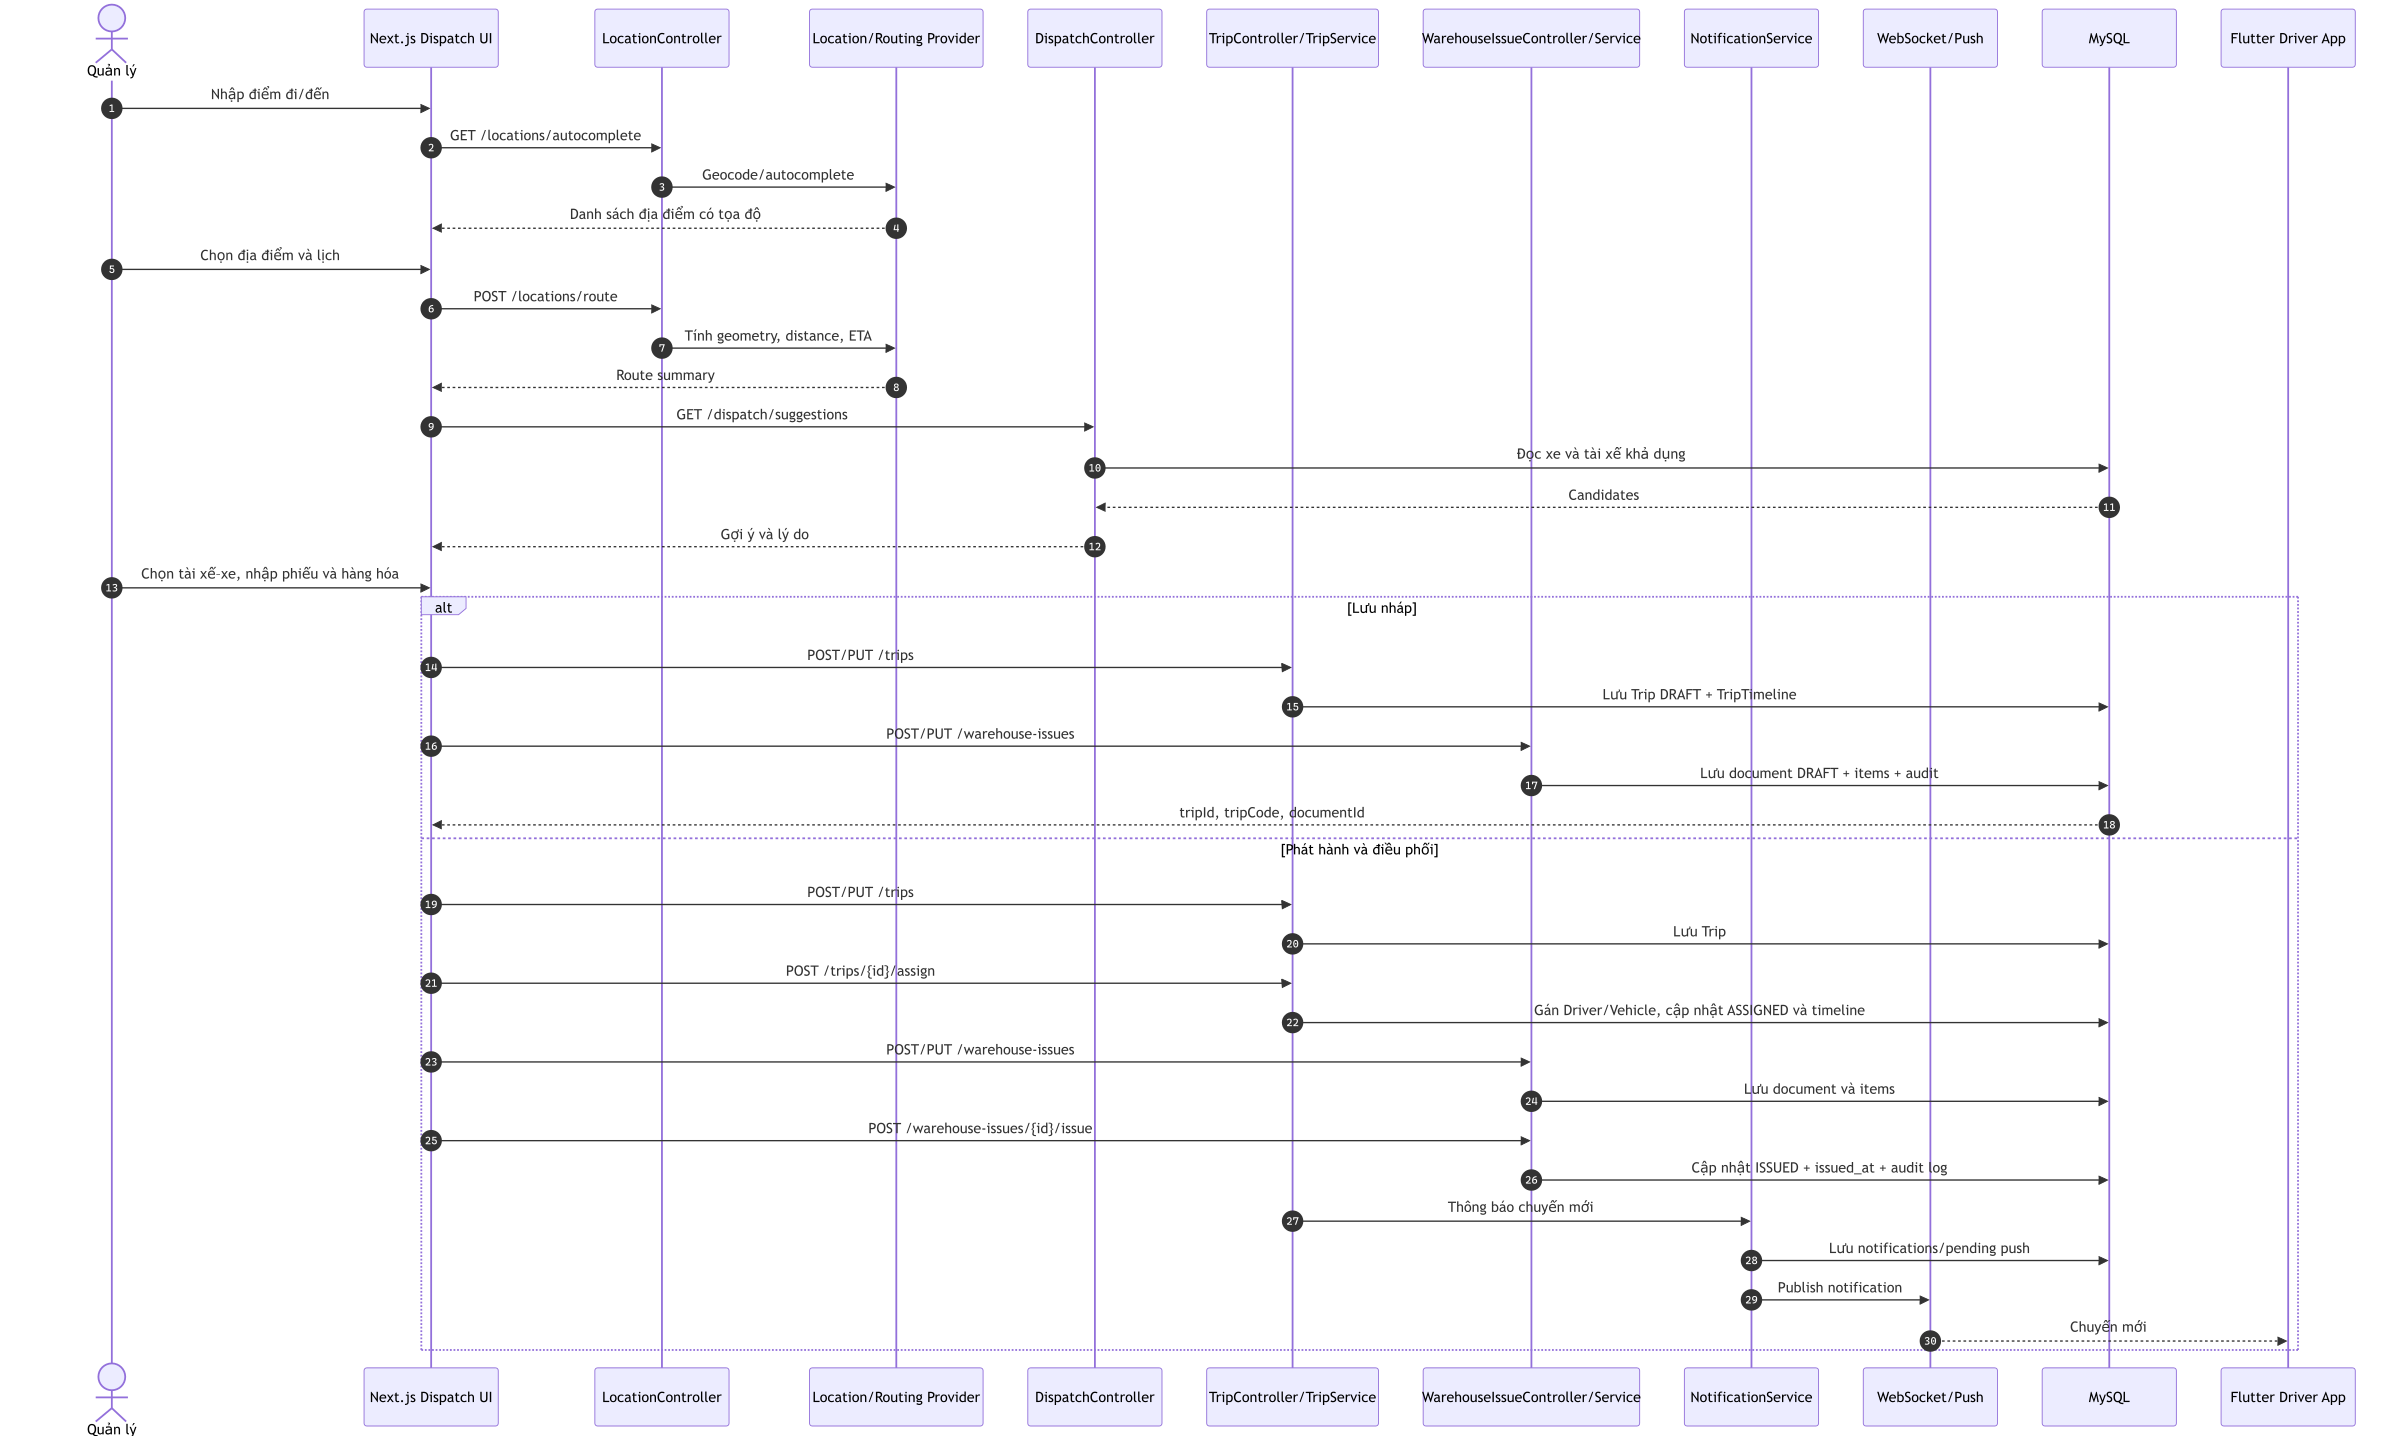 Quản lý
Next.js Dispatch UI
LocationController
Location/Routing Provider
DispatchController
TripController/TripService
WarehouseIssueController/Service
NotificationService
WebSocket/Push
MySQL
Flutter Driver App
1 Nhập điểm đi/đến
2 GET /locations/autocomplete
3 Geocode/autocomplete
4 Danh sách địa điểm có tọa độ
5 Chọn địa điểm và lịch
6 POST /locations/route
7 Tính geometry, distance, ETA
8 Route summary
9 GET /dispatch/suggestions
10 Đọc xe và tài xế khả dụng
11 Candidates
12 Gợi ý và lý do
13 Chọn tài xế-xe, nhập phiếu và hàng hóa
alt [Lưu nháp]
14 POST/PUT /trips
15 Lưu Trip DRAFT + TripTimeline
16 POST/PUT /warehouse-issues
17 Lưu document DRAFT + items + audit
18 tripId, tripCode, documentId
[Phát hành và điều phối]
19 POST/PUT /trips
20 Lưu Trip
21 POST /trips/{id}/assign
22 Gán Driver/Vehicle, cập nhật ASSIGNED và timeline
23 POST/PUT /warehouse-issues
24 Lưu document và items
25 POST /warehouse-issues/{id}/issue
26 Cập nhật ISSUED + issued_at + audit log
27 Thông báo chuyến mới
28 Lưu notifications/pending push
29 Publish notification
30 Chuyến mới
Quản lý
Next.js Dispatch UI
LocationController
Location/Routing Provider
DispatchController
TripController/TripService
WarehouseIssueController/Service
NotificationService
WebSocket/Push
MySQL
Flutter Driver App